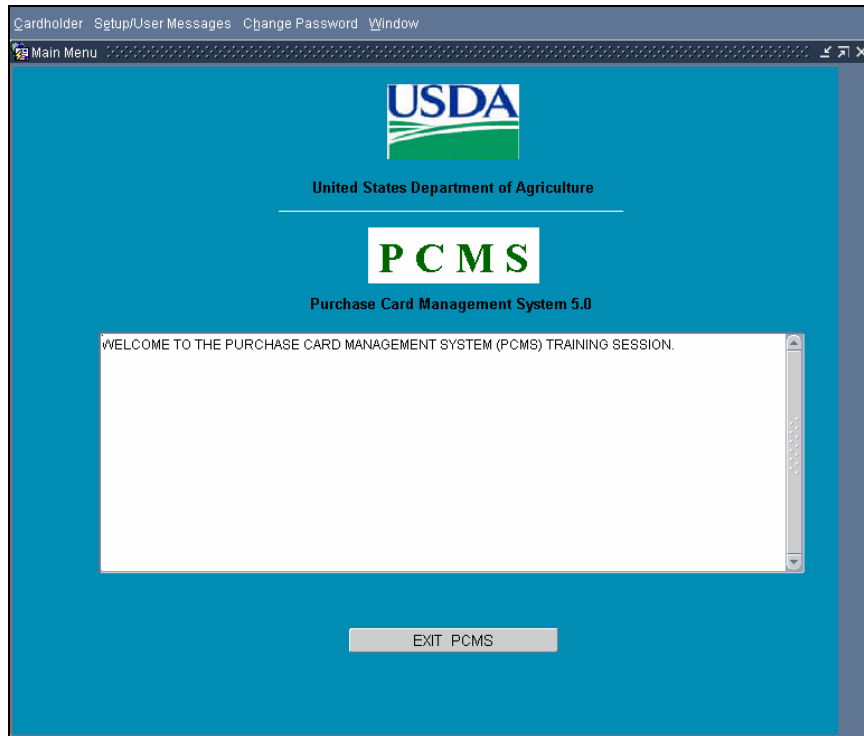 Cardholder Setup/User Messages Change Password Window
Main Menu
USDA
United States Department of Agriculture
PCMS
Purchase Card Management System 5.0
WELCOME TO THE PURCHASE CARD MANAGEMENT SYSTEM (PCMS) TRAINING SESSION.
EXIT PCMS